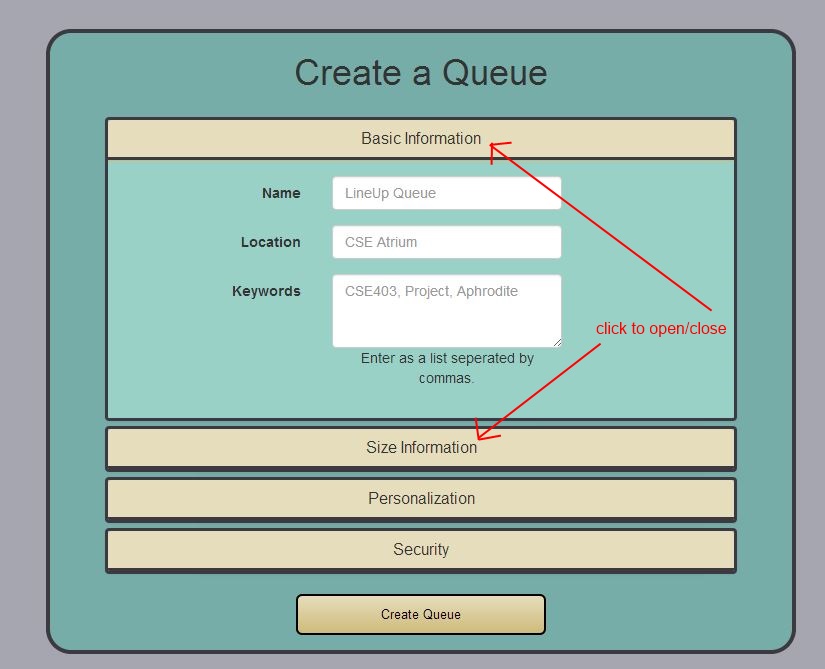 Create a Queue
Basic Information
Name
LineUp Queue
Location
CSE Atrium
Keywords
CSE403, Project, Aphrodite
click to open/close
Enter as a list seperated by
commas.
Size Information
Personalization
Security
Create Queue